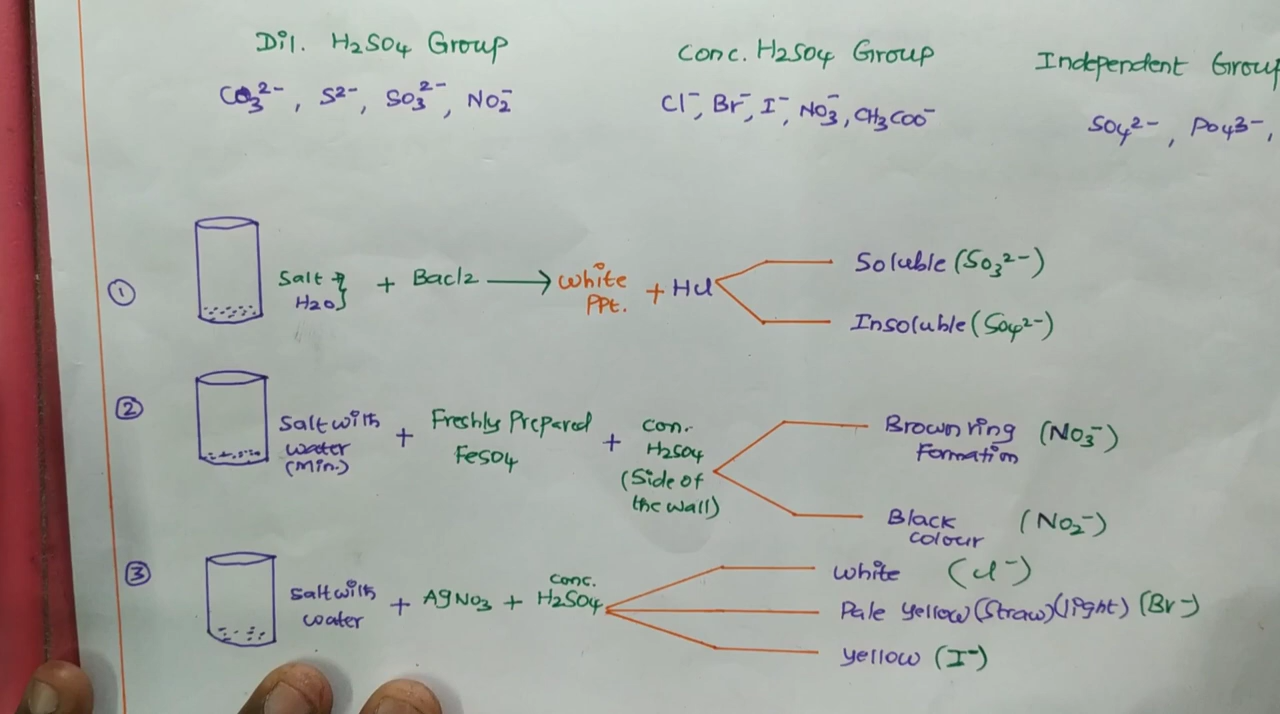 Dil. H2SO4 Group
CO3 2-, S2-, SO3 2-, NO2-
Conc. H2SO4 Group
Cl-, Br-, I-, NO3-, CH3COO-
Independent Group
SO4 2-, PO4 3-,
1
Salt
H2O } + BaCl2 → White PPt. + HCl
Soluble (SO3 2-)
Insoluble (SO4 2-)
2
Salt with water (Min.) + Freshly Prepared FeSO4 + Con. H2SO4 (Side of the wall)
Brown ring Formation (NO3-)
Black colour (NO2-)
3
Salt with water + AgNO3 + Conc. H2SO4
White (Cl-)
Pale yellow (Straw) (light) (Br-)
yellow (I-)